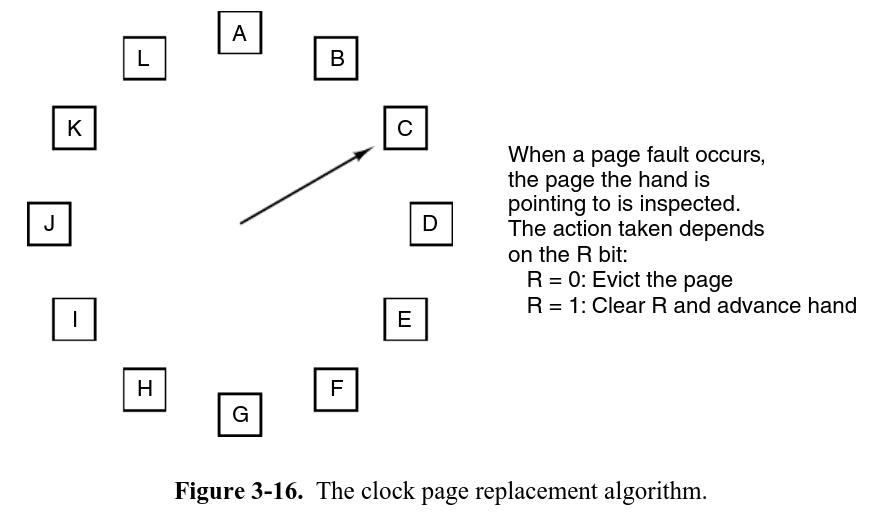 A
L
B
K
C
J
D
I
E
H
F
G
When a page fault occurs,
the page the hand is
pointing to is inspected.
The action taken depends
on the R bit:
R = 0: Evict the page
R = 1: Clear R and advance hand
Figure 3-16. The clock page replacement algorithm.